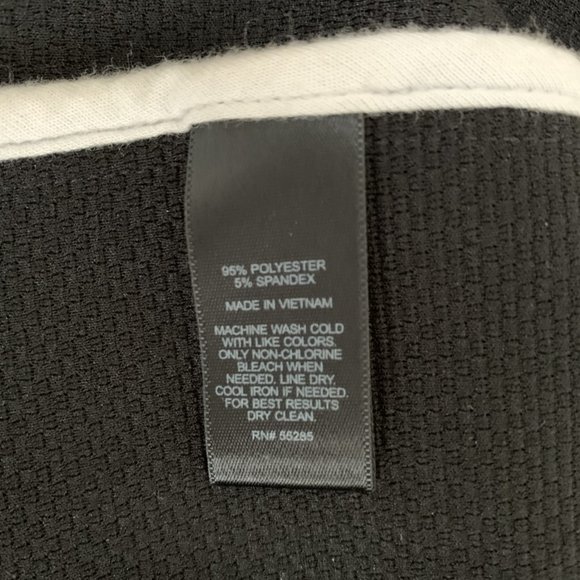 95% POLYESTER
5% SPANDEX
MADE IN VIETNAM
MACHINE WASH COLD
WITH LIKE COLORS.
ONLY NON-CHLORINE
BLEACH WHEN
NEEDED. LINE DRY.
COOL IRON IF NEEDED.
FOR BEST RESULTS
DRY CLEAN.
RN# 55285